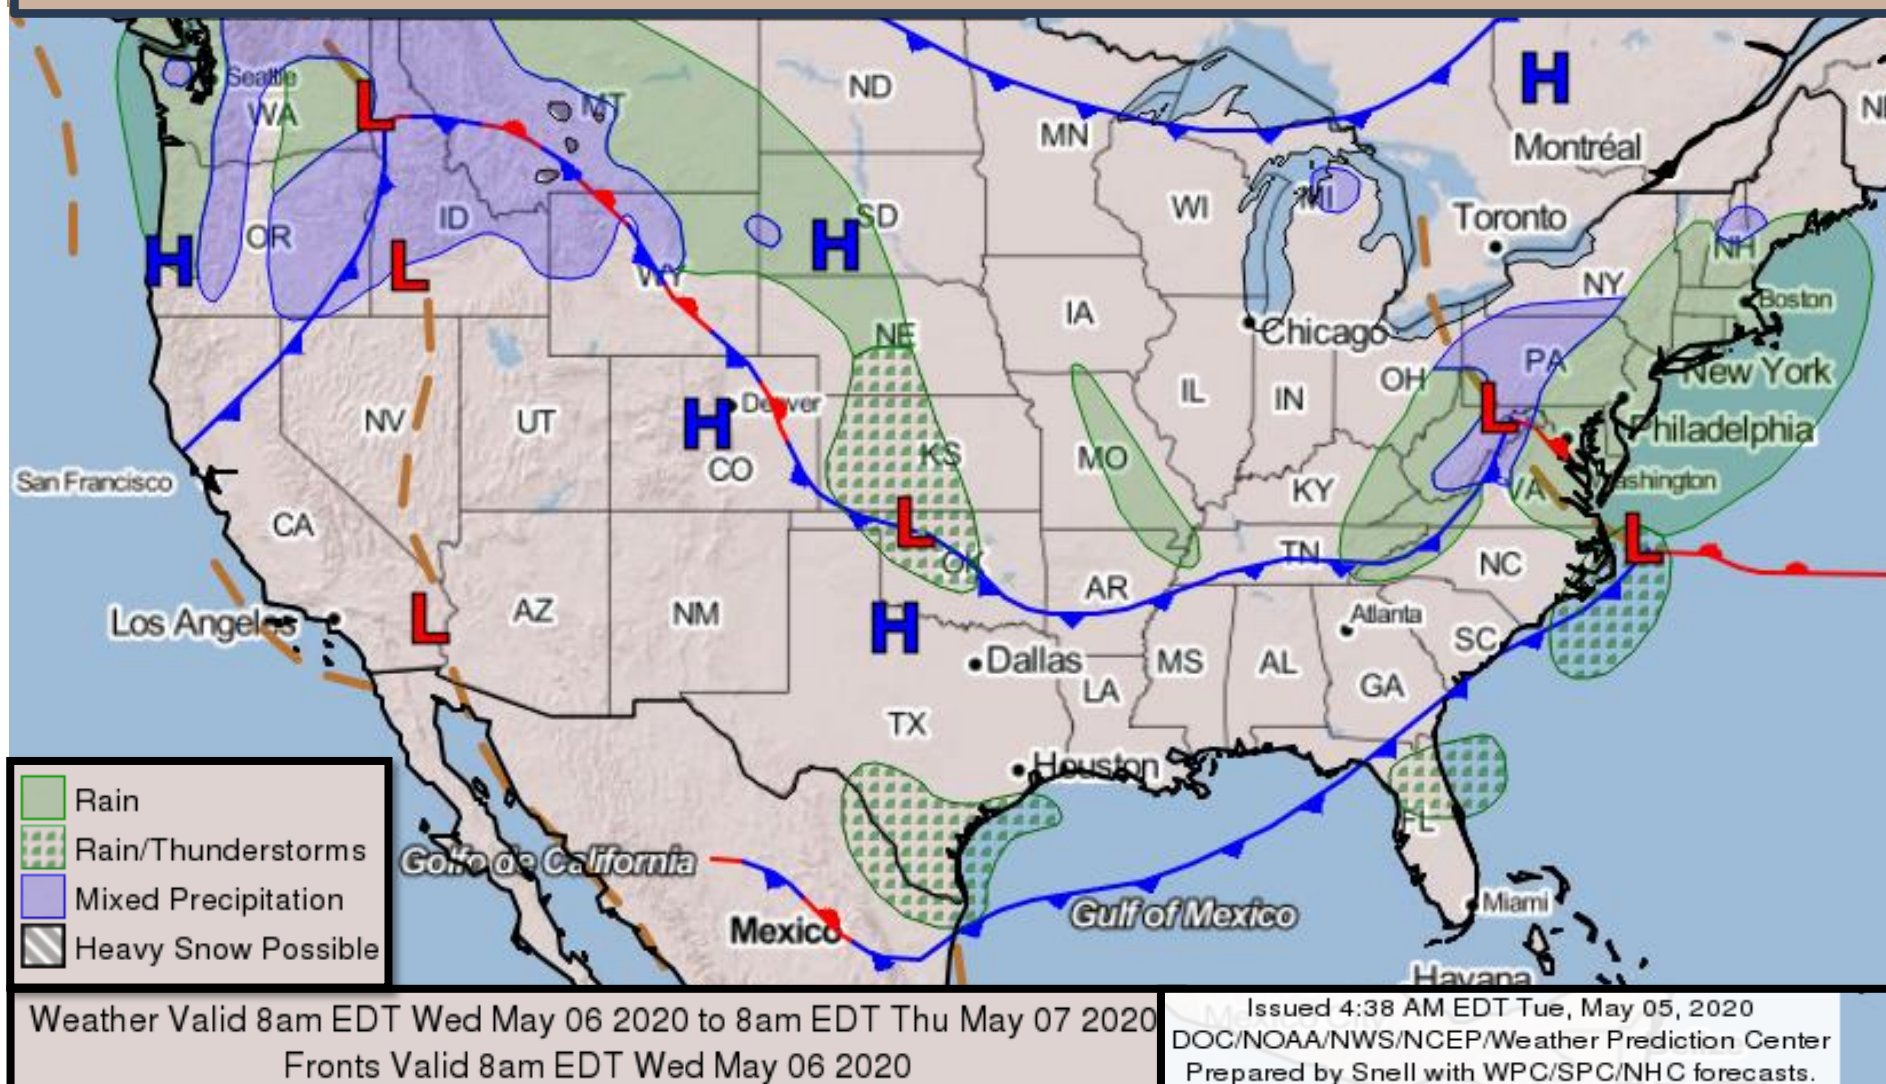 Seattle
WA
MT
ND
MN
Montréal
OR
ID
SD
WI
MI
Toronto
WY
NH
NY
NE
IA
Boston
Chicago
PA
OH
New York
NV
UT
Denver
IL
IN
Philadelphia
CO
KS
MO
San Francisco
KY
VA
ashington
CA
OK
TN
NC
AR
Los Angeles
AZ
NM
Atlanta
SC
Dallas
MS
AL
GA
LA
TX
Houston
FL
Golfo de California
Mexico
Gulf of Mexico
Miami
Havana
H
H
H
H
H
L
L
L
L
L
L
Rain
Rain/Thunderstorms
Mixed Precipitation
Heavy Snow Possible
Weather Valid 8am EDT Wed May 06 2020 to 8am EDT Thu May 07 2020
Fronts Valid 8am EDT Wed May 06 2020
Issued 4:38 AM EDT Tue, May 05, 2020
DOC/NOAA/NWS/NCEP/Weather Prediction Center
Prepared by Snell with WPC/SPC/NHC forecasts.